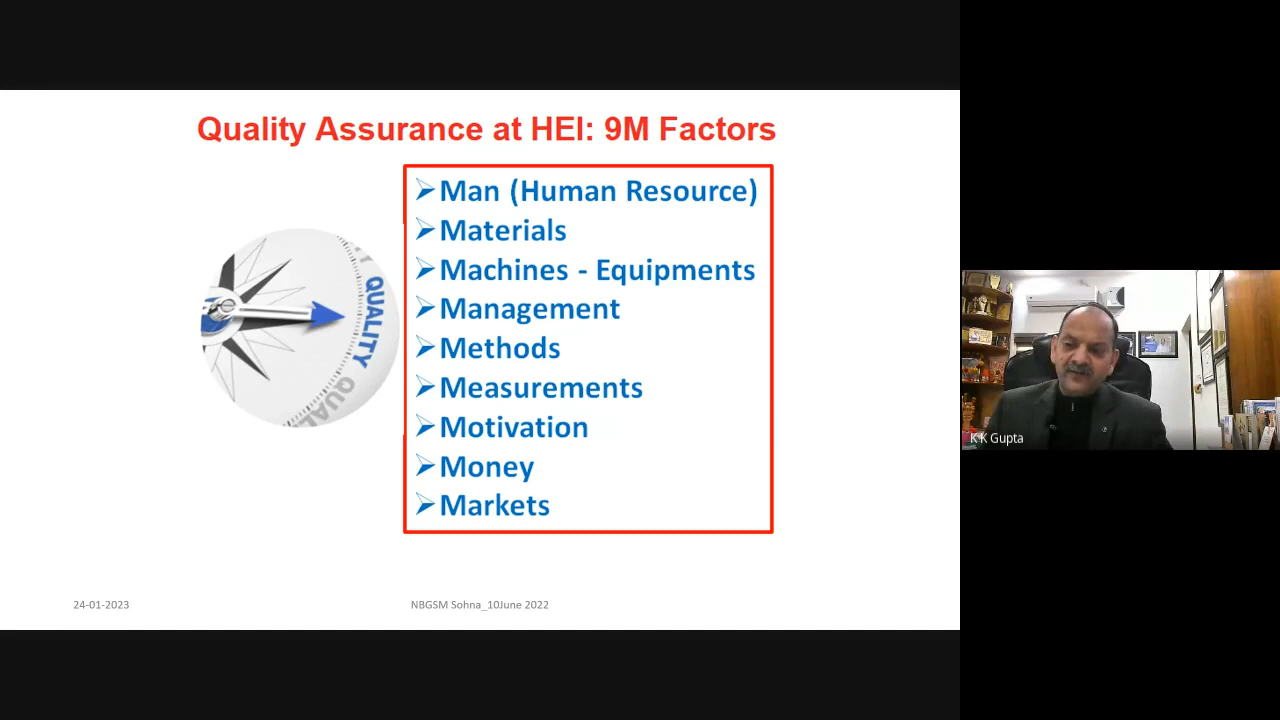 Quality Assurance at HEI: 9M Factors
Man (Human Resource)
Materials
Machines - Equipments
Management
Methods
Measurements
Motivation
Money
Markets
QUALITY
24-01-2023
NBGSM Sohna_10June 2022
K K Gupta